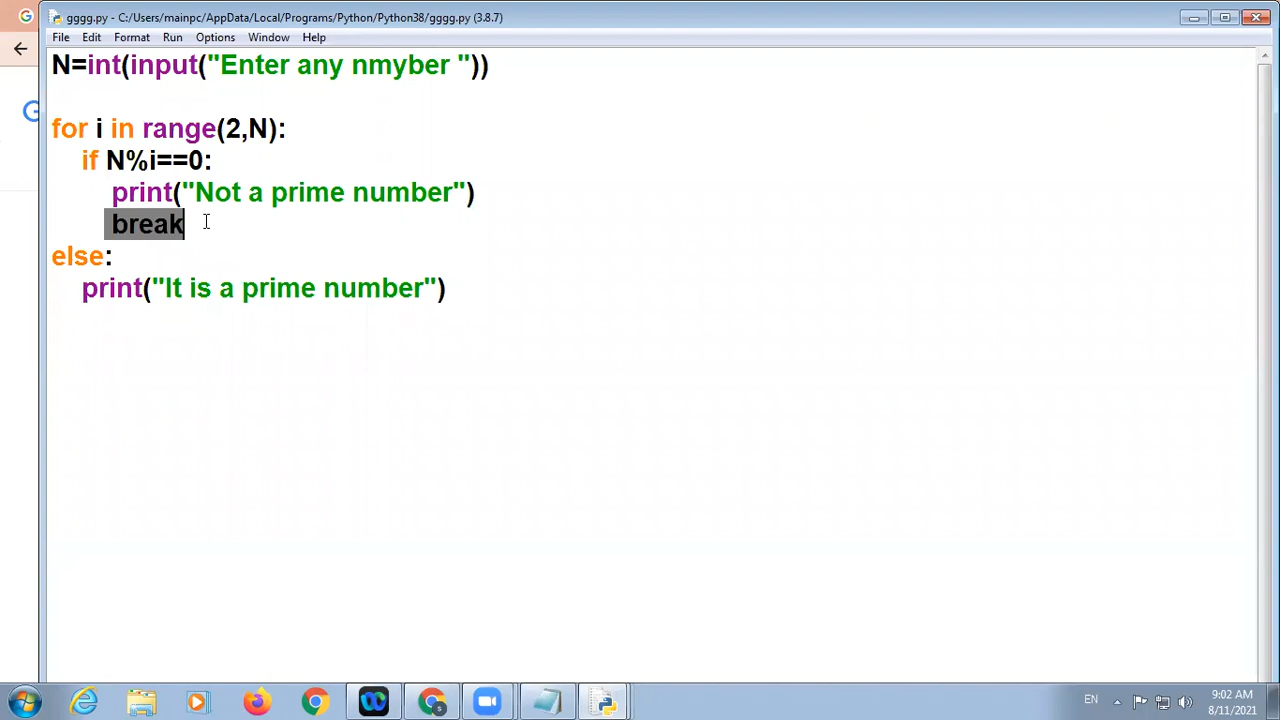 gggg.py - C:/Users/mainpc/AppData/Local/Programs/Python/Python38/gggg.py (3.8.7)
File Edit Format Run Options Window Help
N=int(input("Enter any nmyber "))
for i in range(2,N):
if N%i==0:
print("Not a prime number")
break
else:
print("It is a prime number")
EN
9:02 AM
8/11/2021